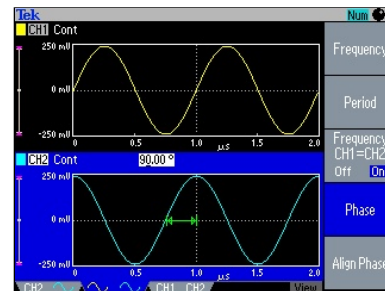 Tek Num
CH1 Cont
250 mV
0 mV
-250 mV
0 0.5 1.0 1.5 2.0
μs
CH2 Cont 90.00 °
250 mV
0 mV
-250 mV
0 0.5 1.0 1.5 2.0
μs
CH2 CH1 CH2 View
Frequency
Period
Frequency
CH1=CH2
Off On
Phase
Align Phase